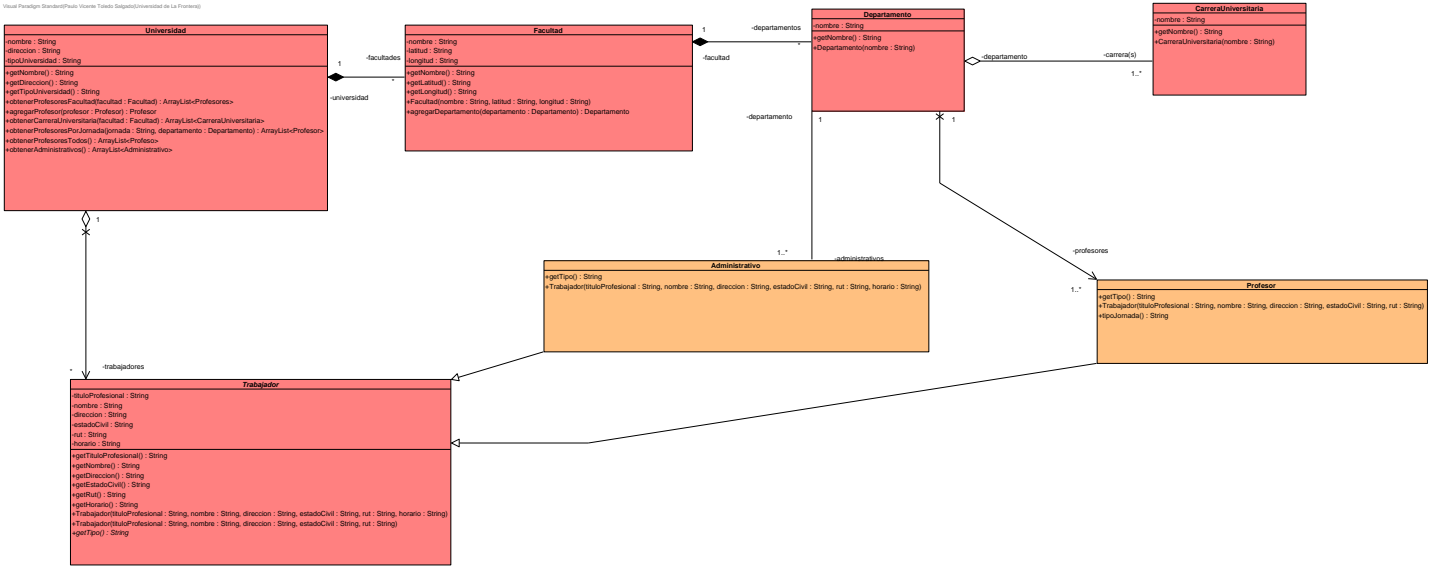 Visual Paradigm Standard(Paulo Vicente Toledo Salgado(Universidad de La Frontera))
Universidad
-nombre : String
-direccion : String
-tipoUniversidad : String
+getNombre() : String
+getDireccion() : String
+getTipoUniversidad() : String
+obtenerProfesoresFacultad(facultad : Facultad) : ArrayList<Profesores>
+agregarProfesor(profesor : Profesor) : Profesor
+obtenerCarreraUniversitaria(facultad : Facultad) : ArrayList<CarreraUniversitaria>
+obtenerProfesoresPorJornada(jornada : String, departamento : Departamento) : ArrayList<Profesor>
+obtenerProfesoresTodos() : ArrayList<Profeso>
+obtenerAdministrativos() : ArrayList<Administrativo>
1
-facultades
*
-universidad
Facultad
-nombre : String
-latitud : String
-longitud : String
+getNombre() : String
+getLatitud() : String
+getLongitud() : String
+Facultad(nombre : String, latitud : String, longitud : String)
+agregarDepartamento(departamento : Departamento) : Departamento
1
-departamentos
*
-facultad
Departamento
-nombre : String
+getNombre() : String
+Departamento(nombre : String)
-departamento
-carrera(s)
1..*
CarreraUniversitaria
-nombre : String
+getNombre() : String
+CarreraUniversitaria(nombre : String)
-departamento
1
1
1..*
-administrativos
-profesores
1..*
Administrativo
+getTipo() : String
+Trabajador(tituloProfesional : String, nombre : String, direccion : String, estadoCivil : String, rut : String, horario : String)
Profesor
+getTipo() : String
+Trabajador(tituloProfesional : String, nombre : String, direccion : String, estadoCivil : String, rut : String)
+tipoJornada() : String
1
*
-trabajadores
Trabajador
-tituloProfesional : String
-nombre : String
-direccion : String
-estadoCivil : String
-rut : String
-horario : String
+getTituloProfesional() : String
+getNombre() : String
+getDireccion() : String
+getEstadoCivil() : String
+getRut() : String
+getHorario() : String
+Trabajador(tituloProfesional : String, nombre : String, direccion : String, estadoCivil : String, rut : String, horario : String)
+Trabajador(tituloProfesional : String, nombre : String, direccion : String, estadoCivil : String, rut : String)
+getTipo() : String